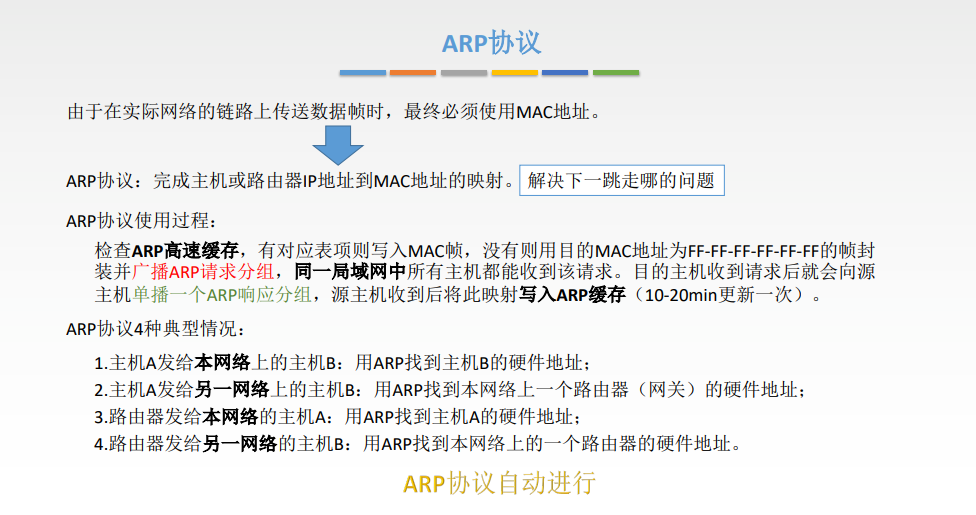 ARP协议
由于在实际网络的链路上传送数据帧时，最终必须使用MAC地址。
ARP协议：完成主机或路由器IP地址到MAC地址的映射。 解决下一跳走哪的问题
ARP协议使用过程：
检查ARP高速缓存，有对应表项则写入MAC帧，没有则用目的MAC地址为FF-FF-FF-FF-FF-FF的帧封
装并广播ARP请求分组，同一局域网中所有主机都能收到该请求。目的主机收到请求后就会向源
主机单播一个ARP响应分组，源主机收到后将此映射写入ARP缓存（10-20min更新一次）。
ARP协议4种典型情况：
1.主机A发给本网络上的主机B：用ARP找到主机B的硬件地址；
2.主机A发给另一网络上的主机B：用ARP找到本网络上一个路由器（网关）的硬件地址；
3.路由器发给本网络的主机A：用ARP找到主机A的硬件地址；
4.路由器发给另一网络的主机B：用ARP找到本网络上的一个路由器的硬件地址。
ARP协议自动进行